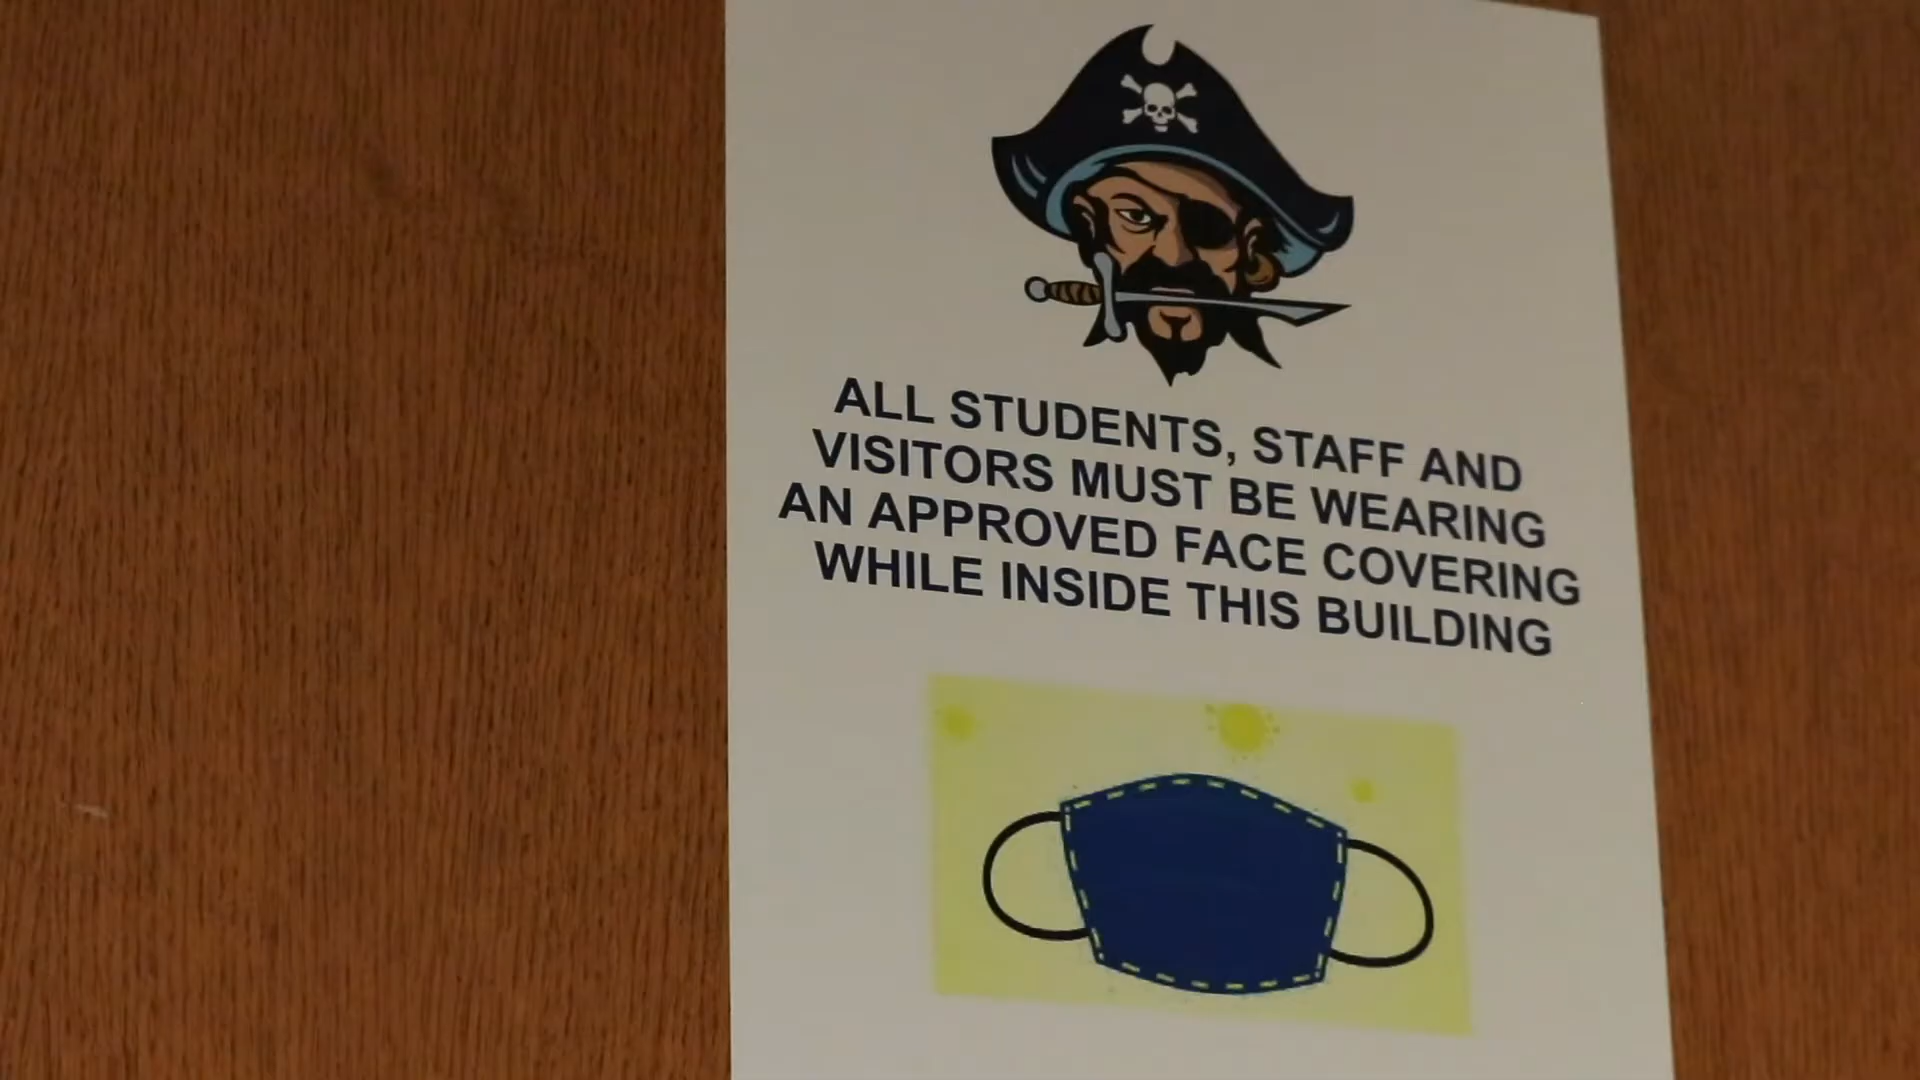 ALL STUDENTS, STAFF AND
VISITORS MUST BE WEARING
AN APPROVED FACE COVERING
WHILE INSIDE THIS BUILDING